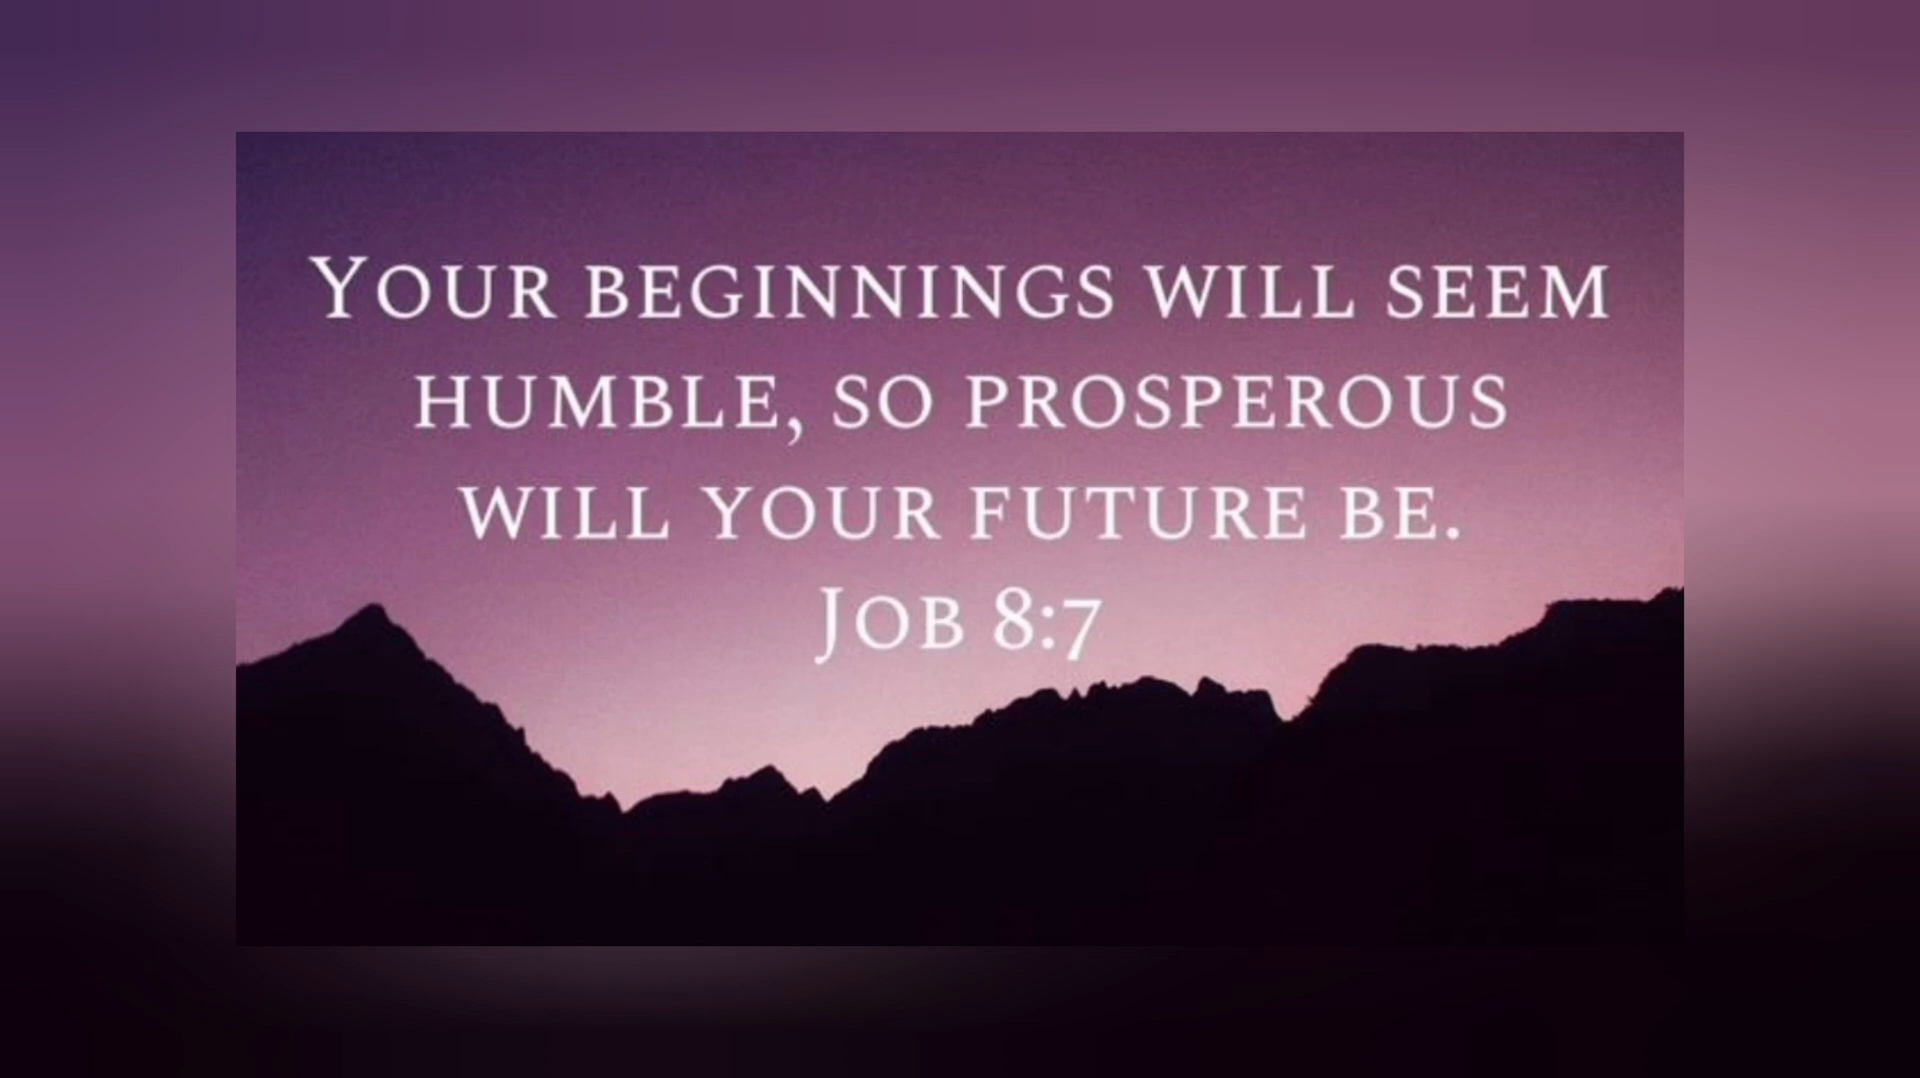 Your beginnings will seem
humble, so prosperous
will your future be.
Job 8:7